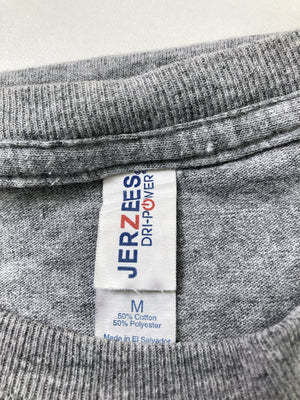 JERZEES
DRI-POWER
M
50% Cotton
50% Polyester
Made in El Salvador